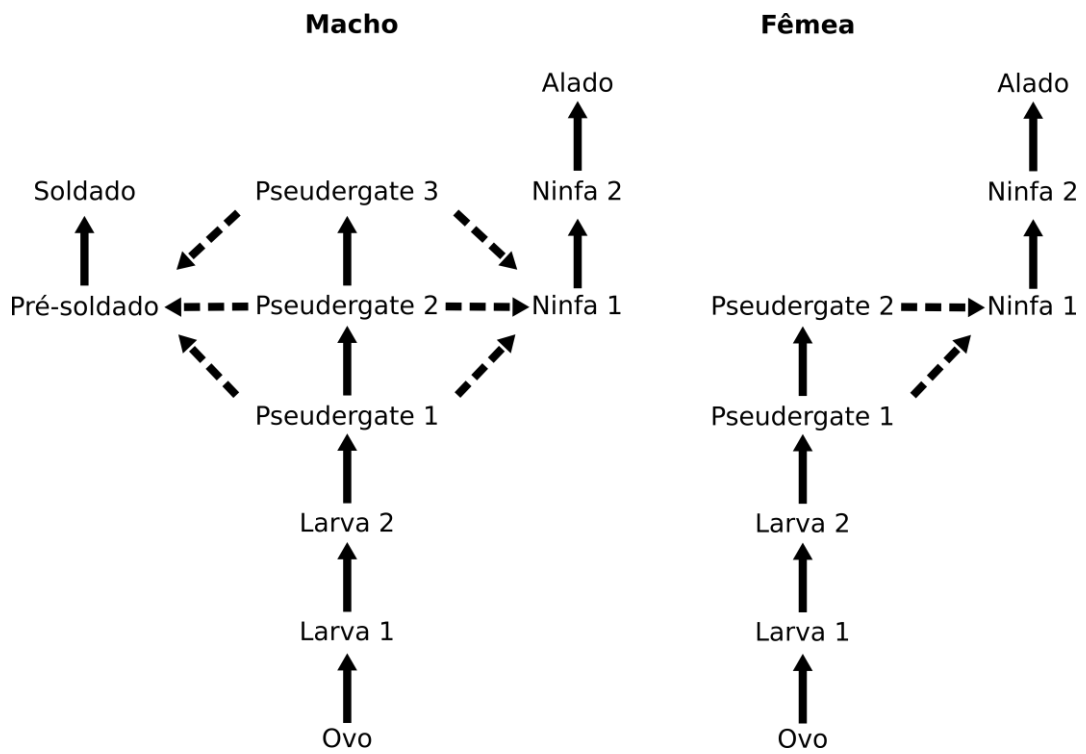 Macho
Fêmea
Alado
Alado
Soldado
Pseudergate 3
Ninfa 2
Ninfa 2
Pré-soldado
Pseudergate 2
Ninfa 1
Pseudergate 2
Ninfa 1
Pseudergate 1
Pseudergate 1
Larva 2
Larva 2
Larva 1
Larva 1
Ovo
Ovo